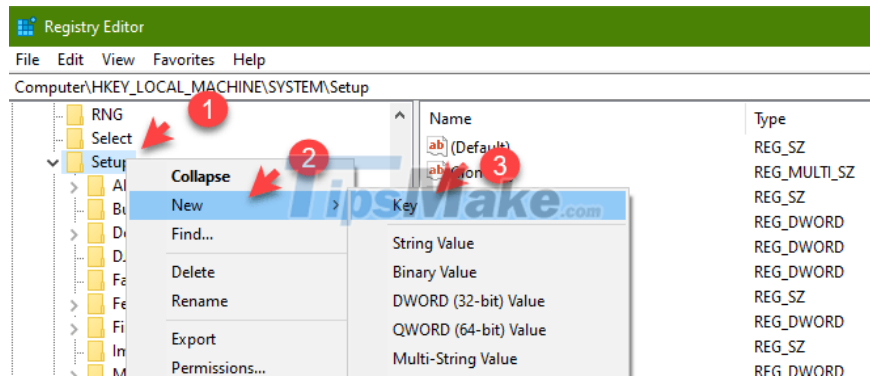 Registry Editor
File Edit View Favorites Help
Computer\HKEY_LOCAL_MACHINE\SYSTEM\Setup
RNG
Select
Setup
1
2
3
Collapse
New
Find...
Delete
Rename
Export
Permissions...
Key
String Value
Binary Value
DWORD (32-bit) Value
QWORD (64-bit) Value
Multi-String Value
Name
Type
ab (Default)
REG_SZ
REG_MULTI_SZ
REG_SZ
REG_DWORD
REG_DWORD
REG_DWORD
REG_SZ
REG_DWORD
REG_SZ
REG_DWORD
TipsMake.com